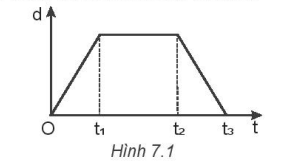 d
O t₁ t₂ t₃ t
Hình 7.1